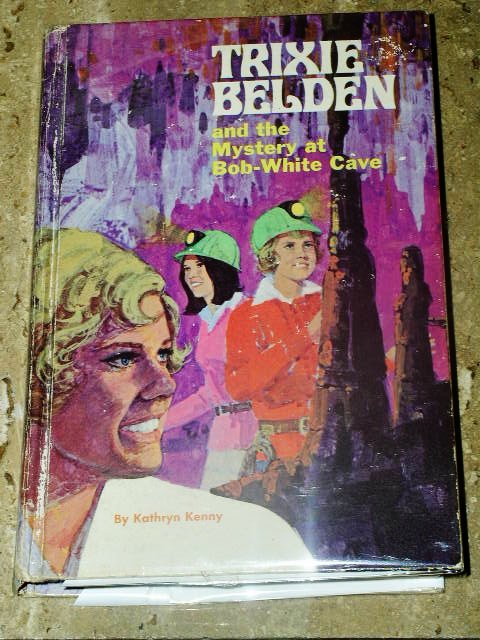 TRIXIE
BELDEN
and the
Mystery at
Bob-White Cave
By Kathryn Kenny